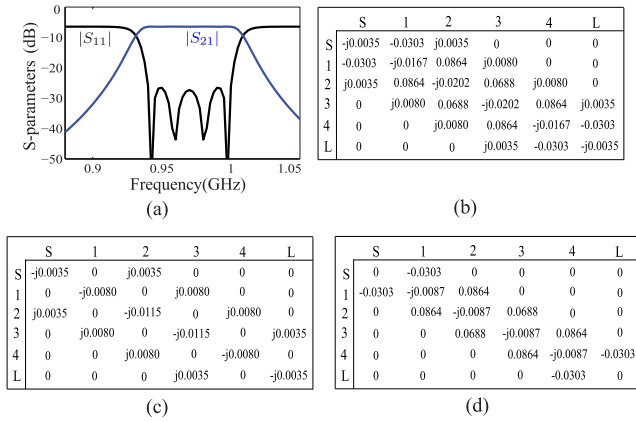 0
-10
-20
-30
-40
-50
S-parameters (dB)
|S11|
|S21|
0.9
0.95
1
1.05
Frequency(GHz)
(a)
S 1 2 3 4 L
S -j0.0035 -0.0303 j0.0035 0 0 0
1 -0.0303 -j0.0167 0.0864 j0.0080 0 0
2 j0.0035 0.0864 -j0.0202 0.0688 j0.0080 0
3 0 j0.0080 0.0688 -j0.0202 0.0864 j0.0035
4 0 0 j0.0080 0.0864 -j0.0167 -0.0303
L 0 0 0 j0.0035 -0.0303 -j0.0035
(b)
S 1 2 3 4 L
S -j0.0035 0 j0.0035 0 0 0
1 0 -j0.0080 0 j0.0080 0 0
2 j0.0035 0 -j0.0115 0 j0.0080 0
3 0 j0.0080 0 -j0.0115 0 j0.0035
4 0 0 j0.0080 0 -j0.0080 0
L 0 0 0 j0.0035 0 -j0.0035
(c)
S 1 2 3 4 L
S 0 -0.0303 0 0 0 0
1 -0.0303 -j0.0087 0.0864 0 0 0
2 0 0.0864 -j0.0087 0.0688 0 0
3 0 0 0.0688 -j0.0087 0.0864 0
4 0 0 0 0.0864 -j0.0087 -0.0303
L 0 0 0 0 -0.0303 0
(d)